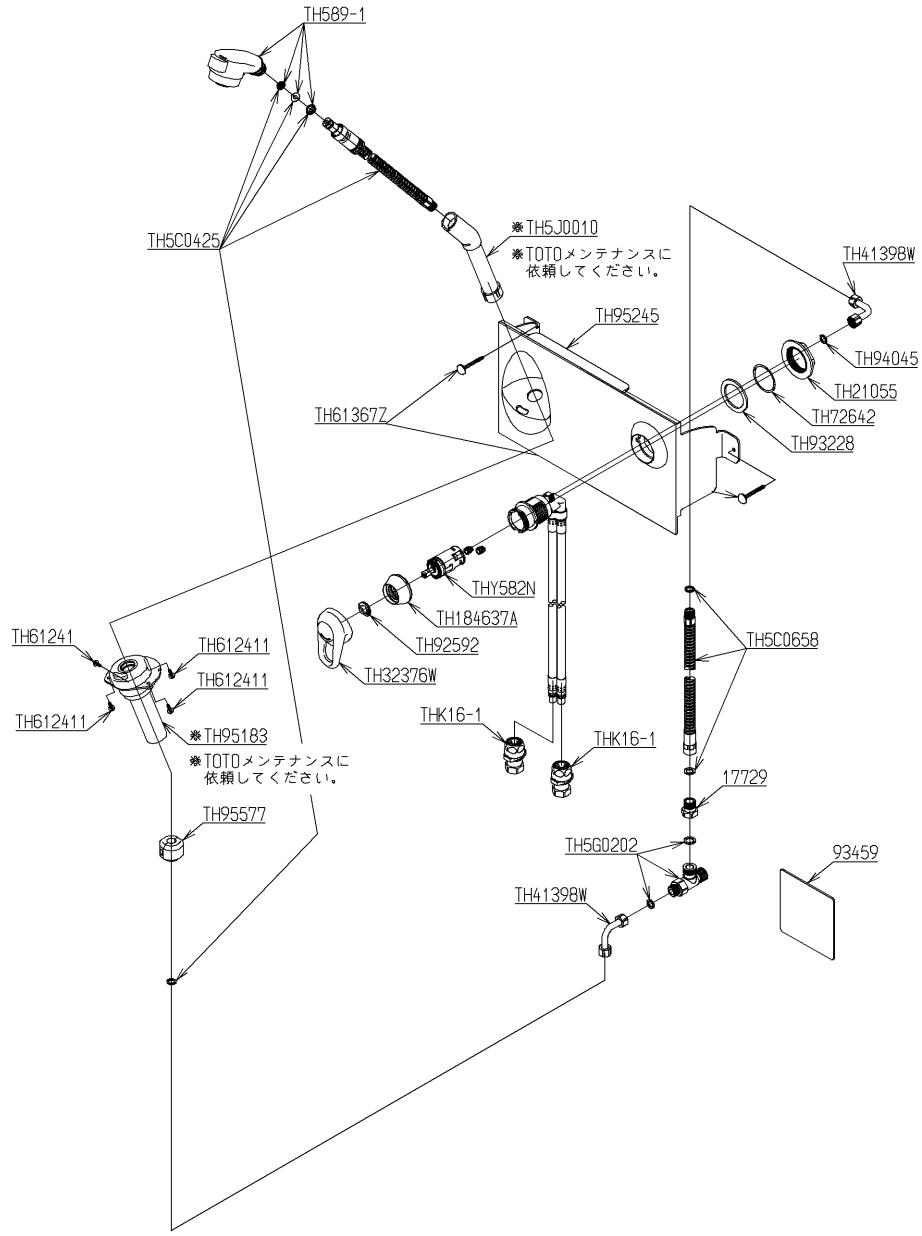 TH589-1
TH5C0425
※TH5J0010
※TOTOメンテナンスに
依頼してください。
TH41398W
TH95245
TH94045
TH21055
TH72642
TH93228
TH613677
THY582N
TH184637A
TH92592
TH32376W
TH61241
TH612411
TH612411
TH612411
※TH95183
※TOTOメンテナンスに
依頼してください。
TH5C0658
THK16-1
THK16-1
17729
TH95577
TH5G0202
93459
TH41398W